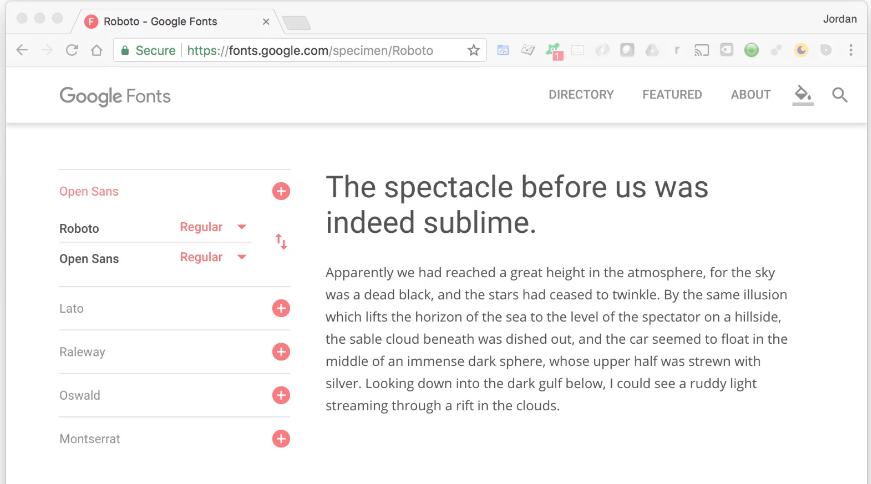 Roboto - Google Fonts
Jordan
Secure https://fonts.google.com/specimen/Roboto
1
Google Fonts
DIRECTORY FEATURED ABOUT
Open Sans
Roboto Regular
Open Sans Regular
Lato
Raleway
Oswald
Montserrat
The spectacle before us was
indeed sublime.
Apparently we had reached a great height in the atmosphere, for the sky
was a dead black, and the stars had ceased to twinkle. By the same illusion
which lifts the horizon of the sea to the level of the spectator on a hillside,
the sable cloud beneath was dished out, and the car seemed to float in the
middle of an immense dark sphere, whose upper half was strewn with
silver. Looking down into the dark gulf below, I could see a ruddy light
streaming through a rift in the clouds.